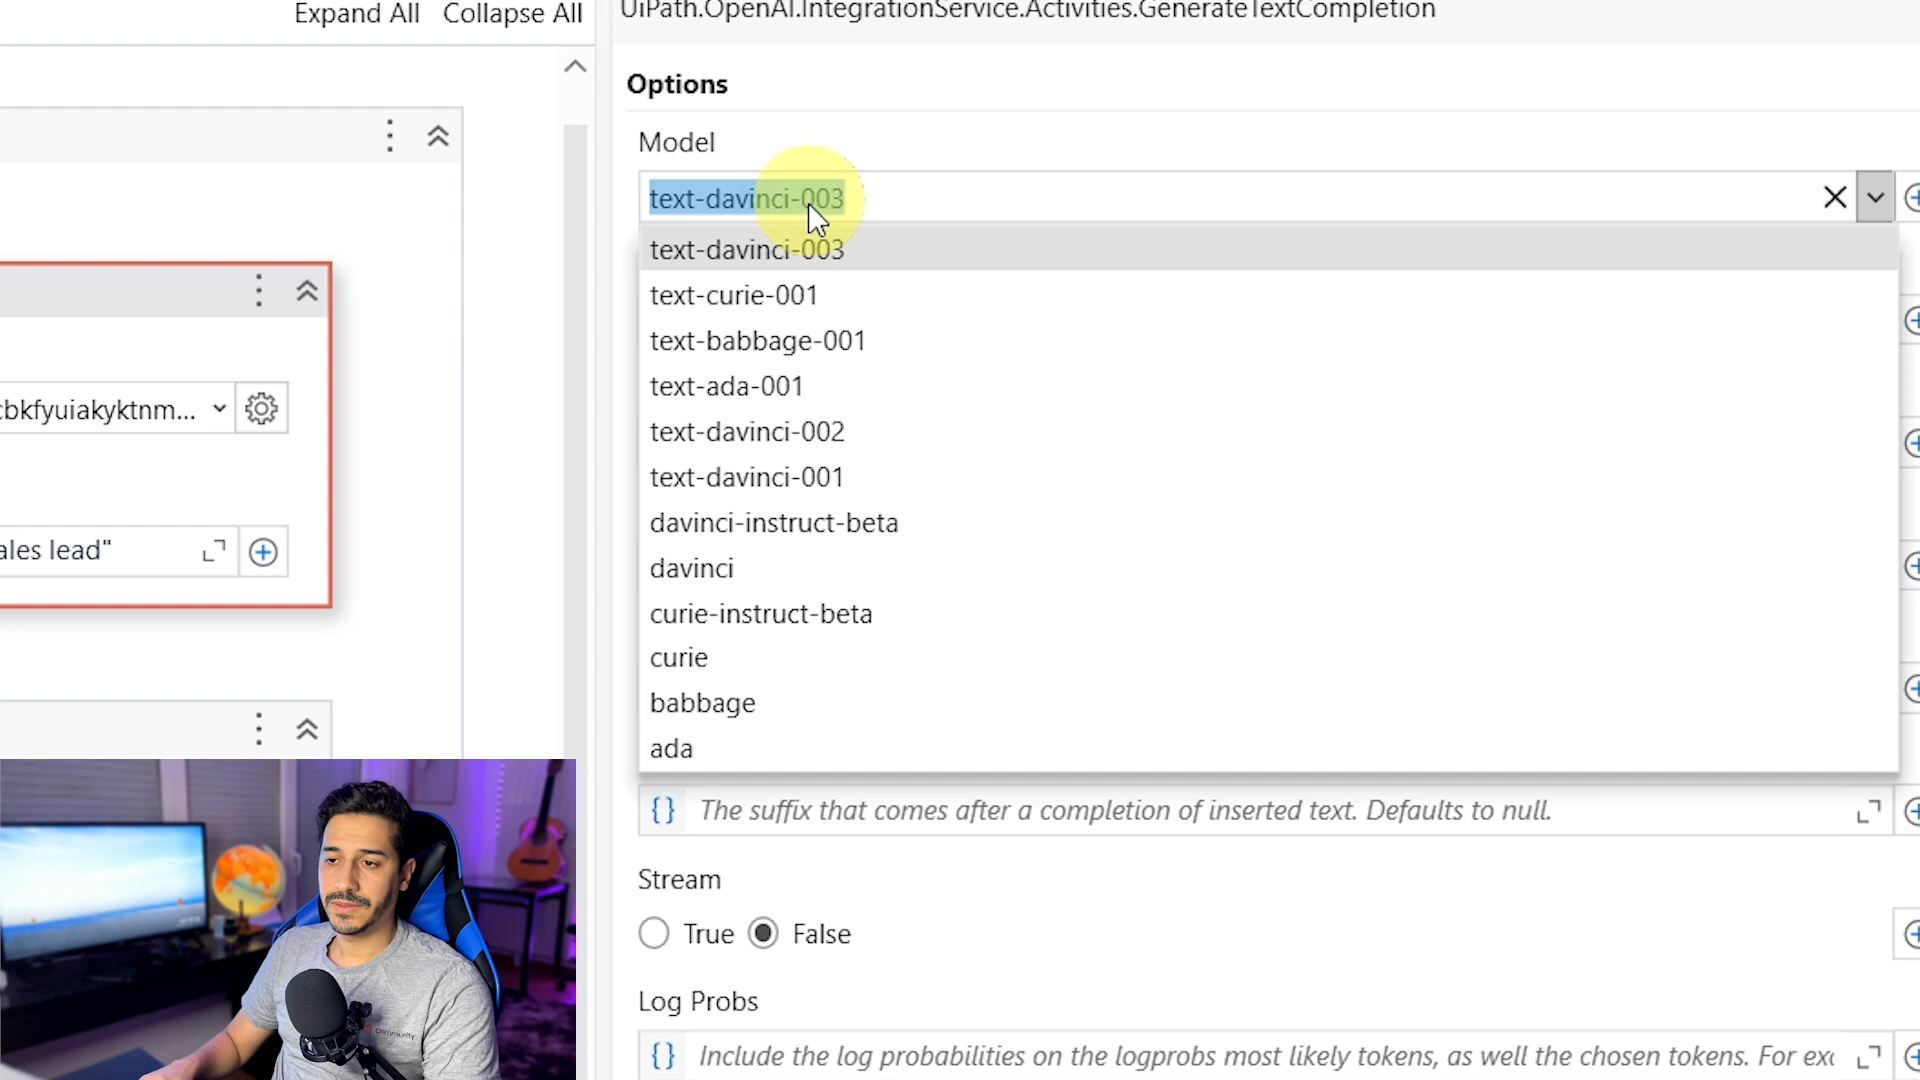 Expand All Collapse All
UiPath.OpenAI.IntegrationService.Activities.GenerateTextCompletion
Options
Model
text-davinci-003
text-davinci-003
text-curie-001
text-babbage-001
text-ada-001
text-davinci-002
text-davinci-001
davinci-instruct-beta
davinci
curie-instruct-beta
curie
babbage
ada
cbkfyuiakyktnm...
ales lead"
{} The suffix that comes after a completion of inserted text. Defaults to null.
Stream
True False
Log Probs
{} Include the log probabilities on the logprobs most likely tokens, as well the chosen tokens. For exc
Community